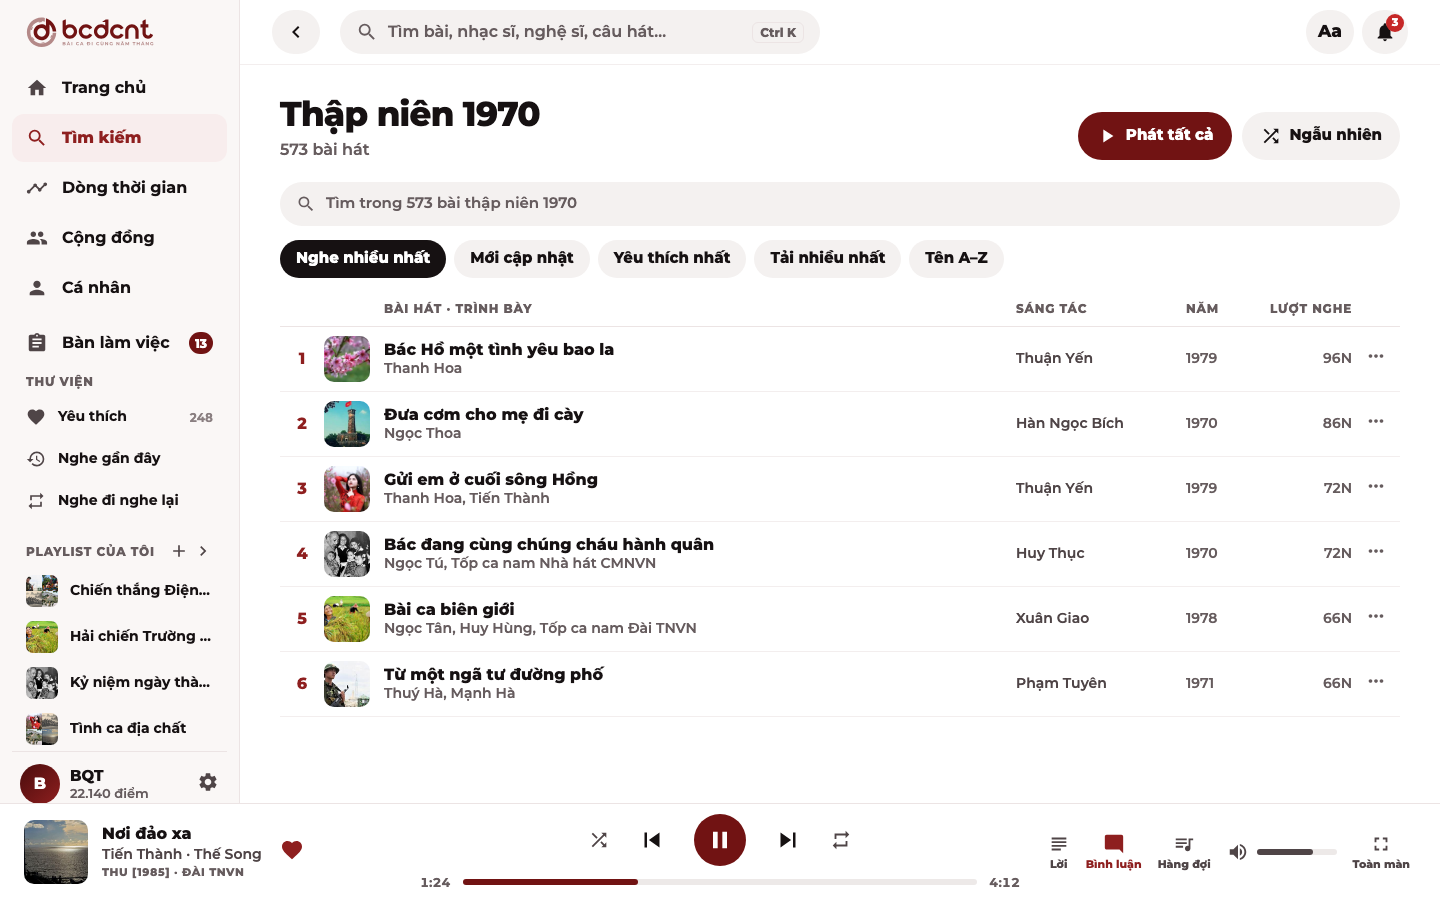 bcdcnt
BÀI CA ĐI CÙNG NĂM THÁNG
Trang chủ
Tìm kiếm
Dòng thời gian
Cộng đồng
Cá nhân
Bàn làm việc 13
THƯ VIỆN
Yêu thích 248
Nghe gần đây
Nghe đi nghe lại
PLAYLIST CỦA TÔI
Chiến thắng Điện...
Hải chiến Trường ...
Kỷ niệm ngày thà...
Tình ca địa chất
B
BQT
22.140 điểm
Tìm bài, nhạc sĩ, nghệ sĩ, câu hát... Ctrl K
Aa
3
Thập niên 1970
573 bài hát
Phát tất cả
Ngẫu nhiên
Tìm trong 573 bài thập niên 1970
Nghe nhiều nhất Mới cập nhật Yêu thích nhất Tải nhiều nhất Tên A–Z
BÀI HÁT · TRÌNH BÀY SÁNG TÁC NĂM LƯỢT NGHE
1 Bác Hồ một tình yêu bao la Thuận Yến 1979 96N
Thanh Hoa
2 Đưa cơm cho mẹ đi cày Hàn Ngọc Bích 1970 86N
Ngọc Thoa
3 Gửi em ở cuối sông Hồng Thuận Yến 1979 72N
Thanh Hoa, Tiến Thành
4 Bác đang cùng chúng cháu hành quân Huy Thục 1970 72N
Ngọc Tú, Tốp ca nam Nhà hát CMNVN
5 Bài ca biên giới Xuân Giao 1978 66N
Ngọc Tân, Huy Hùng, Tốp ca nam Đài TNVN
6 Từ một ngã tư đường phố Phạm Tuyên 1971 66N
Thuý Hà, Mạnh Hà
Nơi đảo xa
Tiến Thành · Thế Song
THU [1985] · ĐÀI TNVN
1:24
4:12
Lời
Bình luận
Hàng đợi
Toàn màn